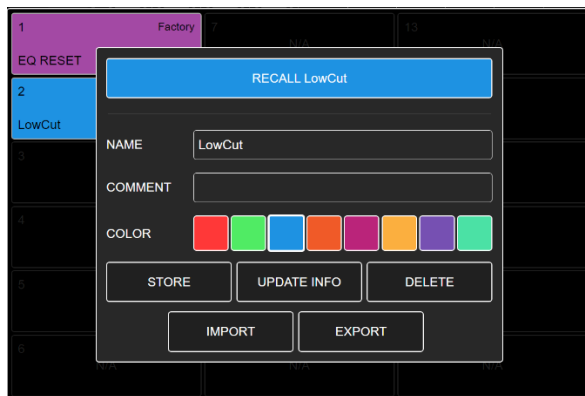 1 Factory 7 13
N/A N/A
EQ RESET
RECALL LowCut
2
LowCut
NAME LowCut
3
COMMENT
4
COLOR
5
STORE UPDATE INFO DELETE
IMPORT EXPORT
6
N/A N/A N/A